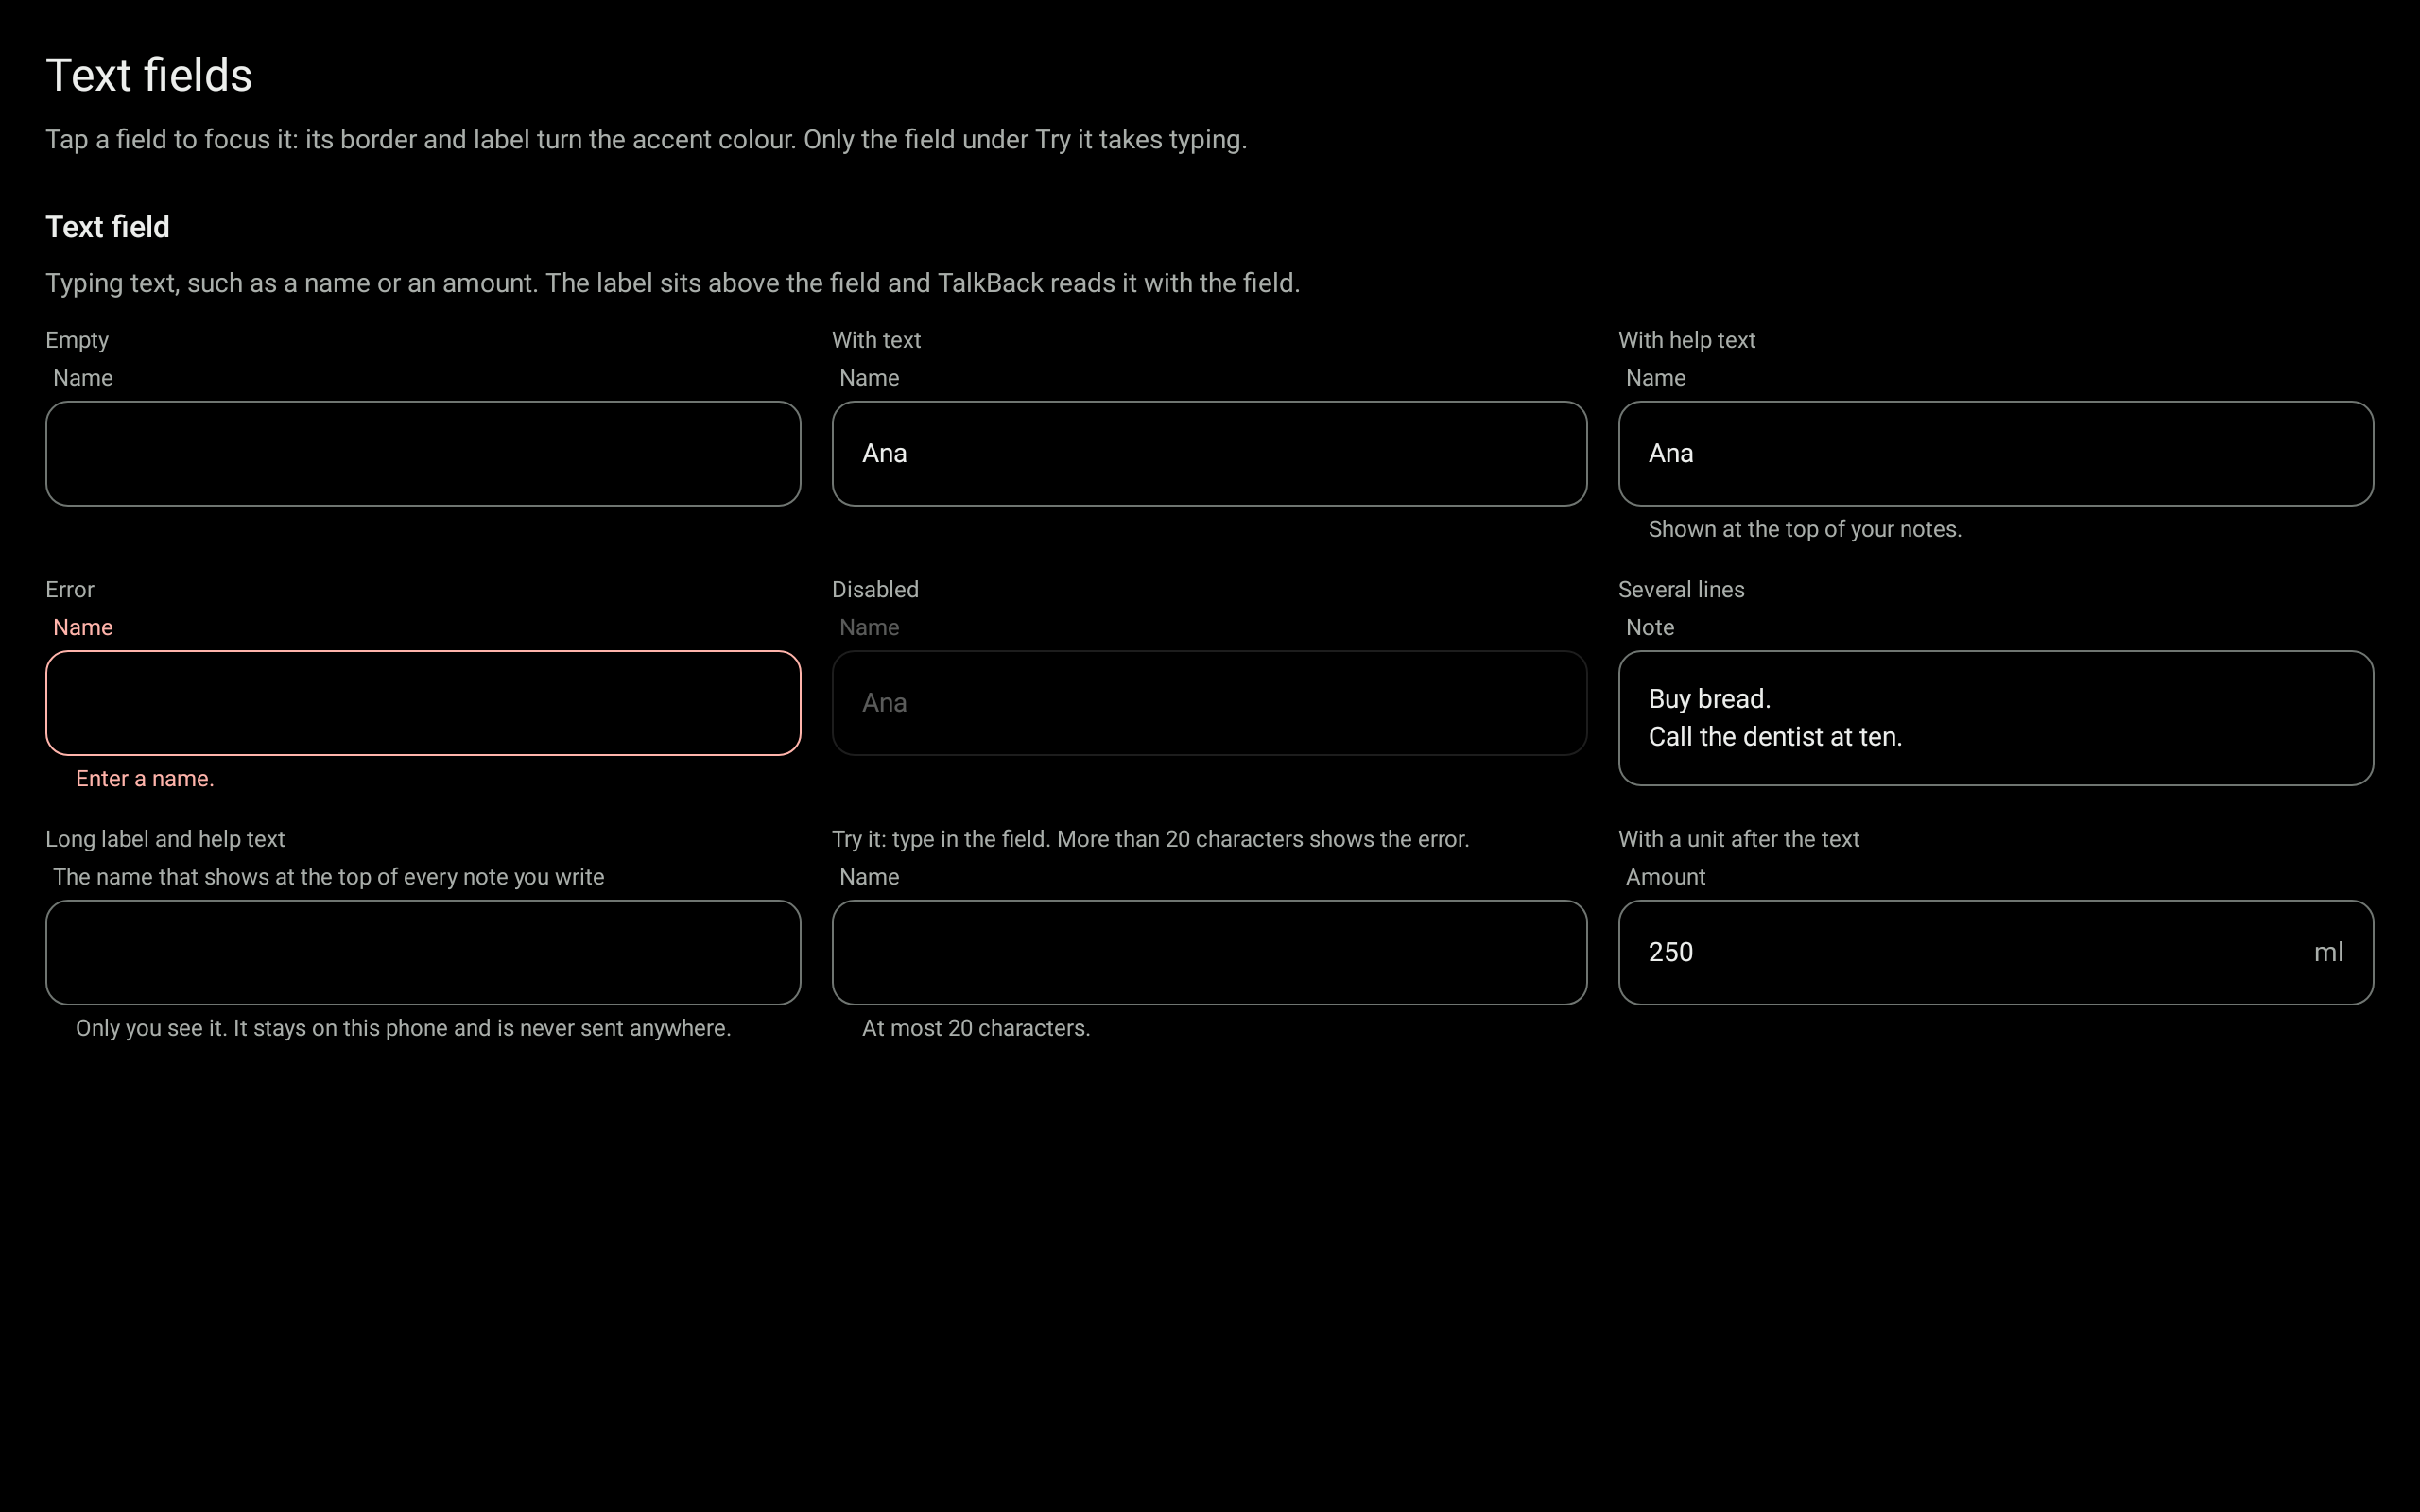 Text fields
Tap a field to focus it: its border and label turn the accent colour. Only the field under Try it takes typing.
Text field
Typing text, such as a name or an amount. The label sits above the field and TalkBack reads it with the field.
Empty
Name
With text
Name
Ana
With help text
Name
Ana
Shown at the top of your notes.
Error
Name
Enter a name.
Disabled
Name
Ana
Several lines
Note
Buy bread.
Call the dentist at ten.
Long label and help text
The name that shows at the top of every note you write
Only you see it. It stays on this phone and is never sent anywhere.
Try it: type in the field. More than 20 characters shows the error.
Name
At most 20 characters.
With a unit after the text
Amount
250 ml